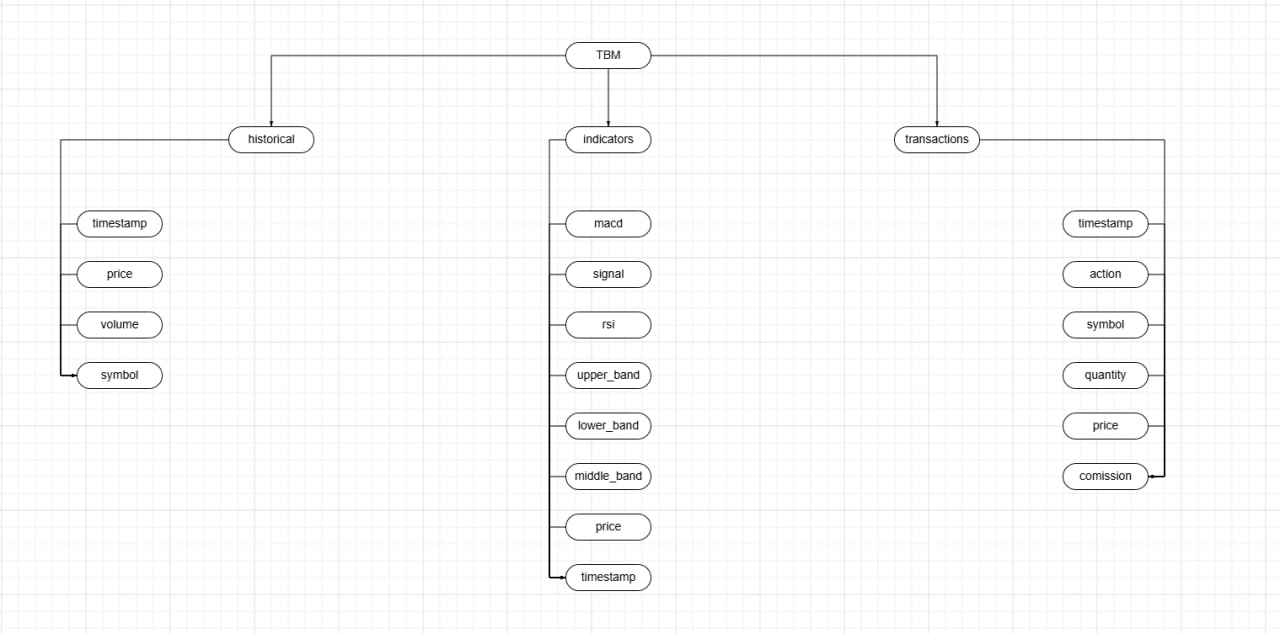 TBM
historical
indicators
transactions
timestamp
price
volume
symbol
macd
signal
rsi
upper_band
lower_band
middle_band
price
timestamp
timestamp
action
symbol
quantity
price
comission